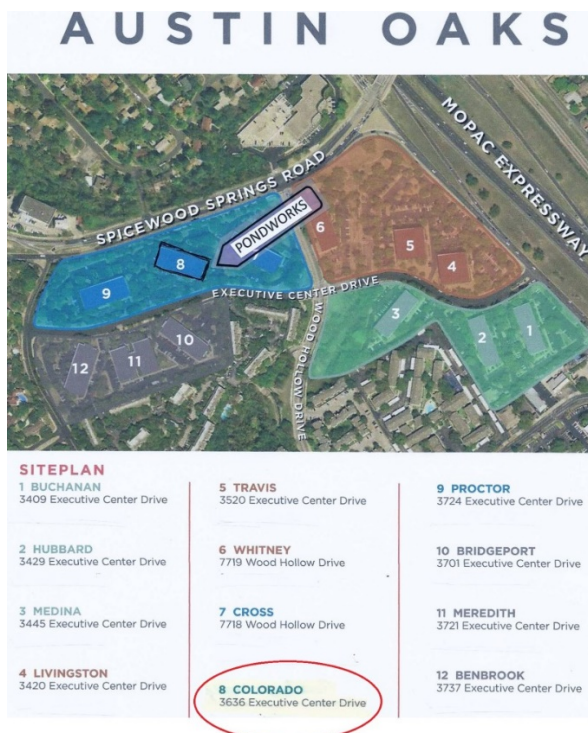 AUSTIN OAKS
MOPAC EXPRESSWAY
SPICEWOOD SPRINGS ROAD
PONDWORKS
6
5
4
8
9
EXECUTIVE CENTER DRIVE
3
2
1
10
11
12
WOOD HOLLOW DRIVE
SITEPLAN
1 BUCHANAN
3409 Executive Center Drive
2 HUBBARD
3429 Executive Center Drive
3 MEDINA
3445 Executive Center Drive
4 LIVINGSTON
3420 Executive Center Drive
5 TRAVIS
3520 Executive Center Drive
6 WHITNEY
7719 Wood Hollow Drive
7 CROSS
7718 Wood Hollow Drive
8 COLORADO
3636 Executive Center Drive
9 PROCTOR
3724 Executive Center Drive
10 BRIDGEPORT
3701 Executive Center Drive
11 MEREDITH
3721 Executive Center Drive
12 BENBROOK
3737 Executive Center Drive